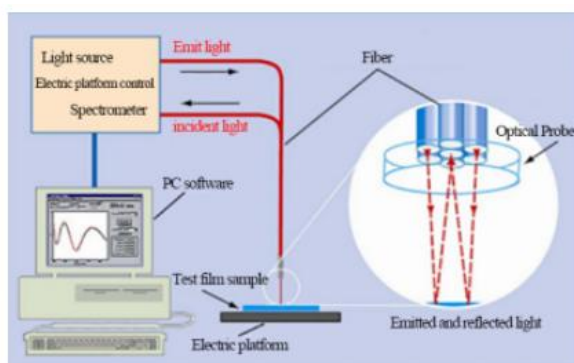 Emit light
Light source
Electric platform control
Spectrometer
incident light
Fiber
Optical Probe
PC software
Test film sample
Electric platform
Emitted and reflected light